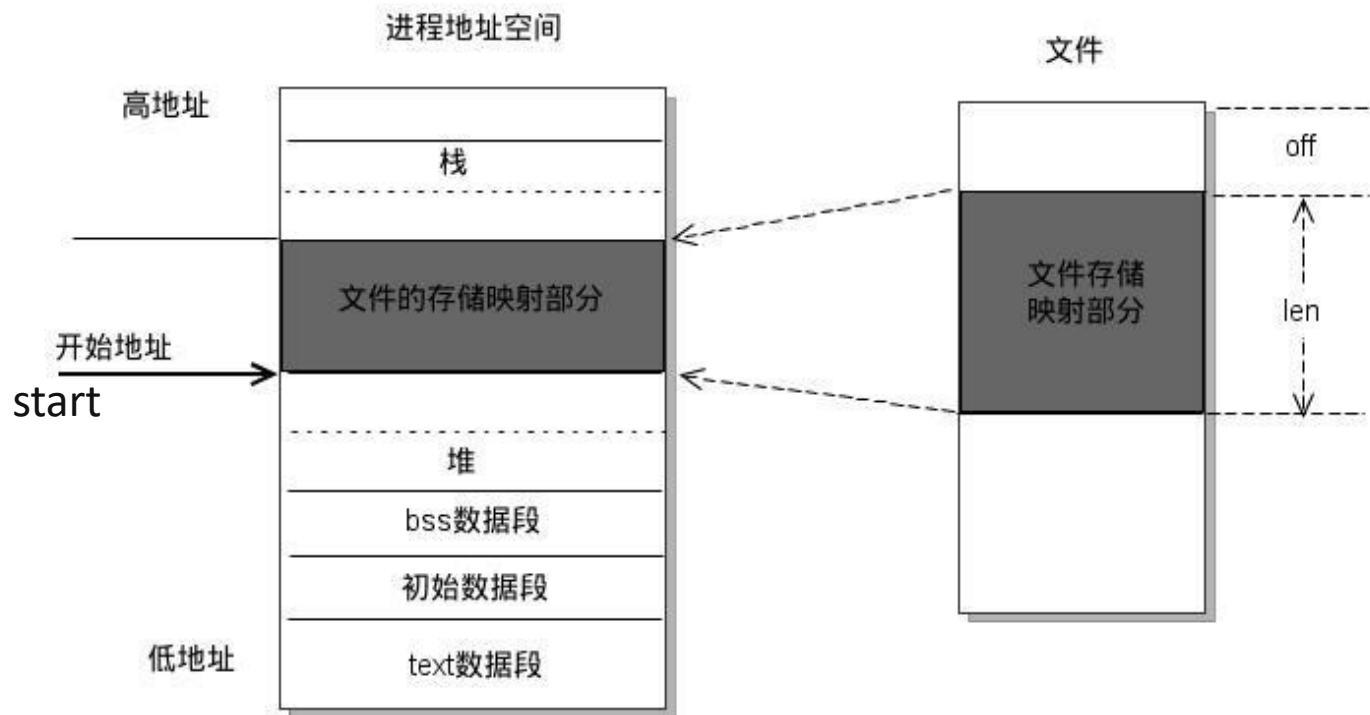 进程地址空间
文件
高地址
off
栈
文件的存储映射部分
文件存储
映射部分
len
开始地址
start
堆
bss数据段
初始数据段
低地址
text数据段